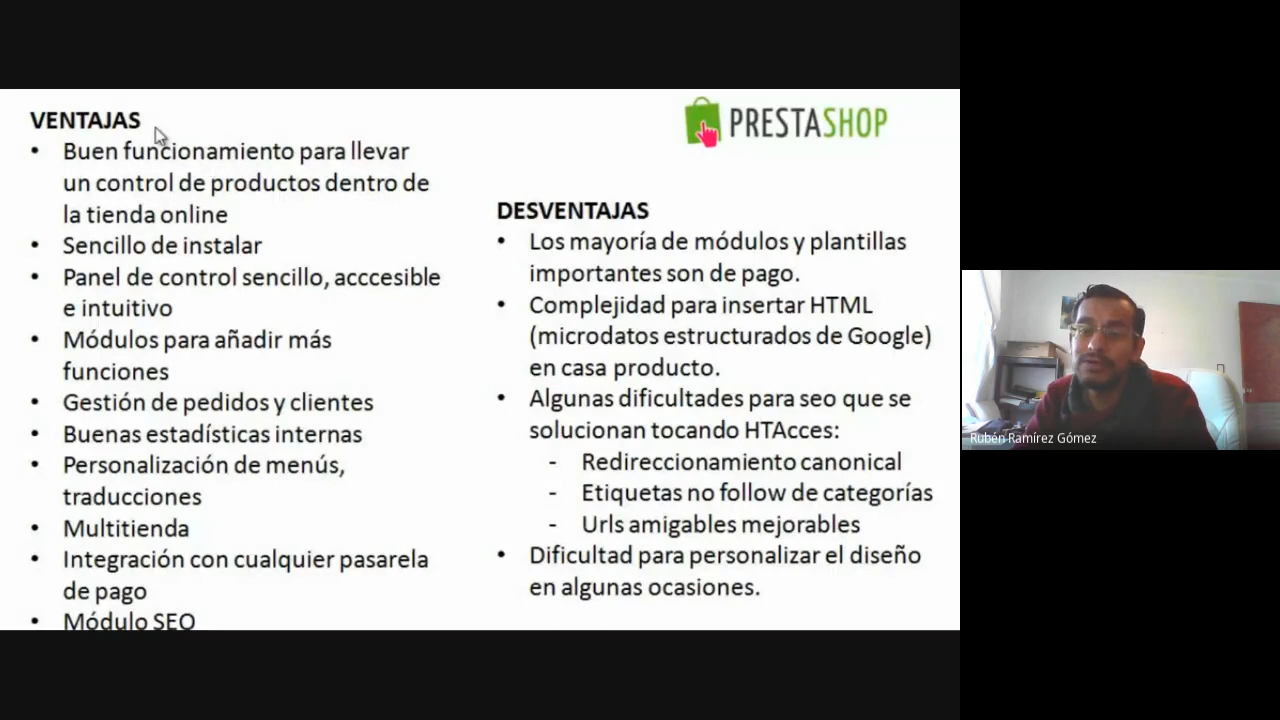 VENTAJAS
• Buen funcionamiento para llevar
un control de productos dentro de
la tienda online
• Sencillo de instalar
• Panel de control sencillo, acccesible
e intuitivo
• Módulos para añadir más
funciones
• Gestión de pedidos y clientes
• Buenas estadísticas internas
• Personalización de menús,
traducciones
• Multitienda
• Integración con cualquier pasarela
de pago
• Módulo SEO
PRESTASHOP
DESVENTAJAS
• Los mayoría de módulos y plantillas
importantes son de pago.
• Complejidad para insertar HTML
(microdatos estructurados de Google)
en casa producto.
• Algunas dificultades para seo que se
solucionan tocando HTAcces:
- Redireccionamiento canonical
- Etiquetas no follow de categorías
- Urls amigables mejorables
• Dificultad para personalizar el diseño
en algunas ocasiones.
Rubén Ramírez Gómez